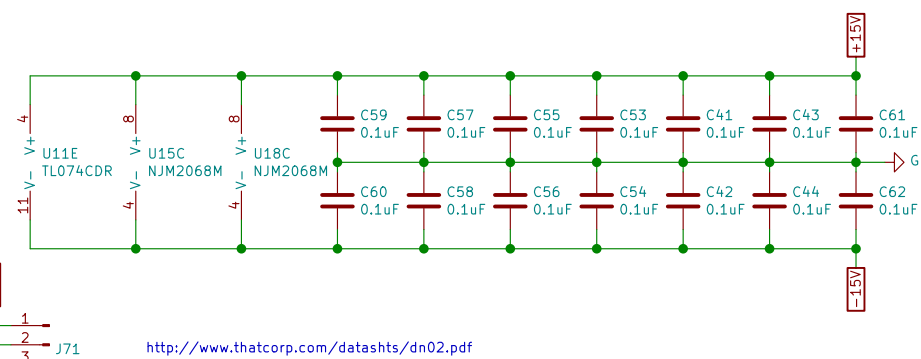 +15V
C59 C57 C55 C53 C41 C43 C61
4 8 8
0.1uF 0.1uF 0.1uF 0.1uF 0.1uF 0.1uF 0.1uF
V+ V+ V+
U11E U15C U18C
G
TL074CDR NJM2068M NJM2068M
V- V- V-
C60 C58 C56 C54 C42 C44 C62
11 4 4
0.1uF 0.1uF 0.1uF 0.1uF 0.1uF 0.1uF 0.1uF
-15V
1
2
J71
http://www.thatcorp.com/datashts/dn02.pdf
3